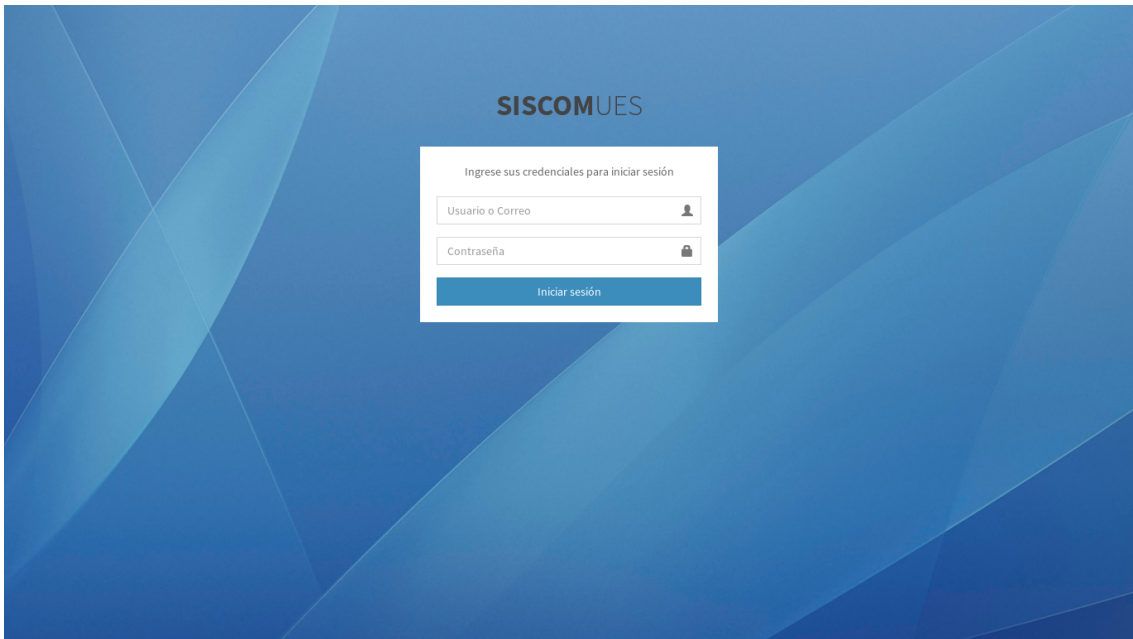 SISCOMUES
Ingrese sus credenciales para iniciar sesión
Usuario o Correo
Contraseña
Iniciar sesión